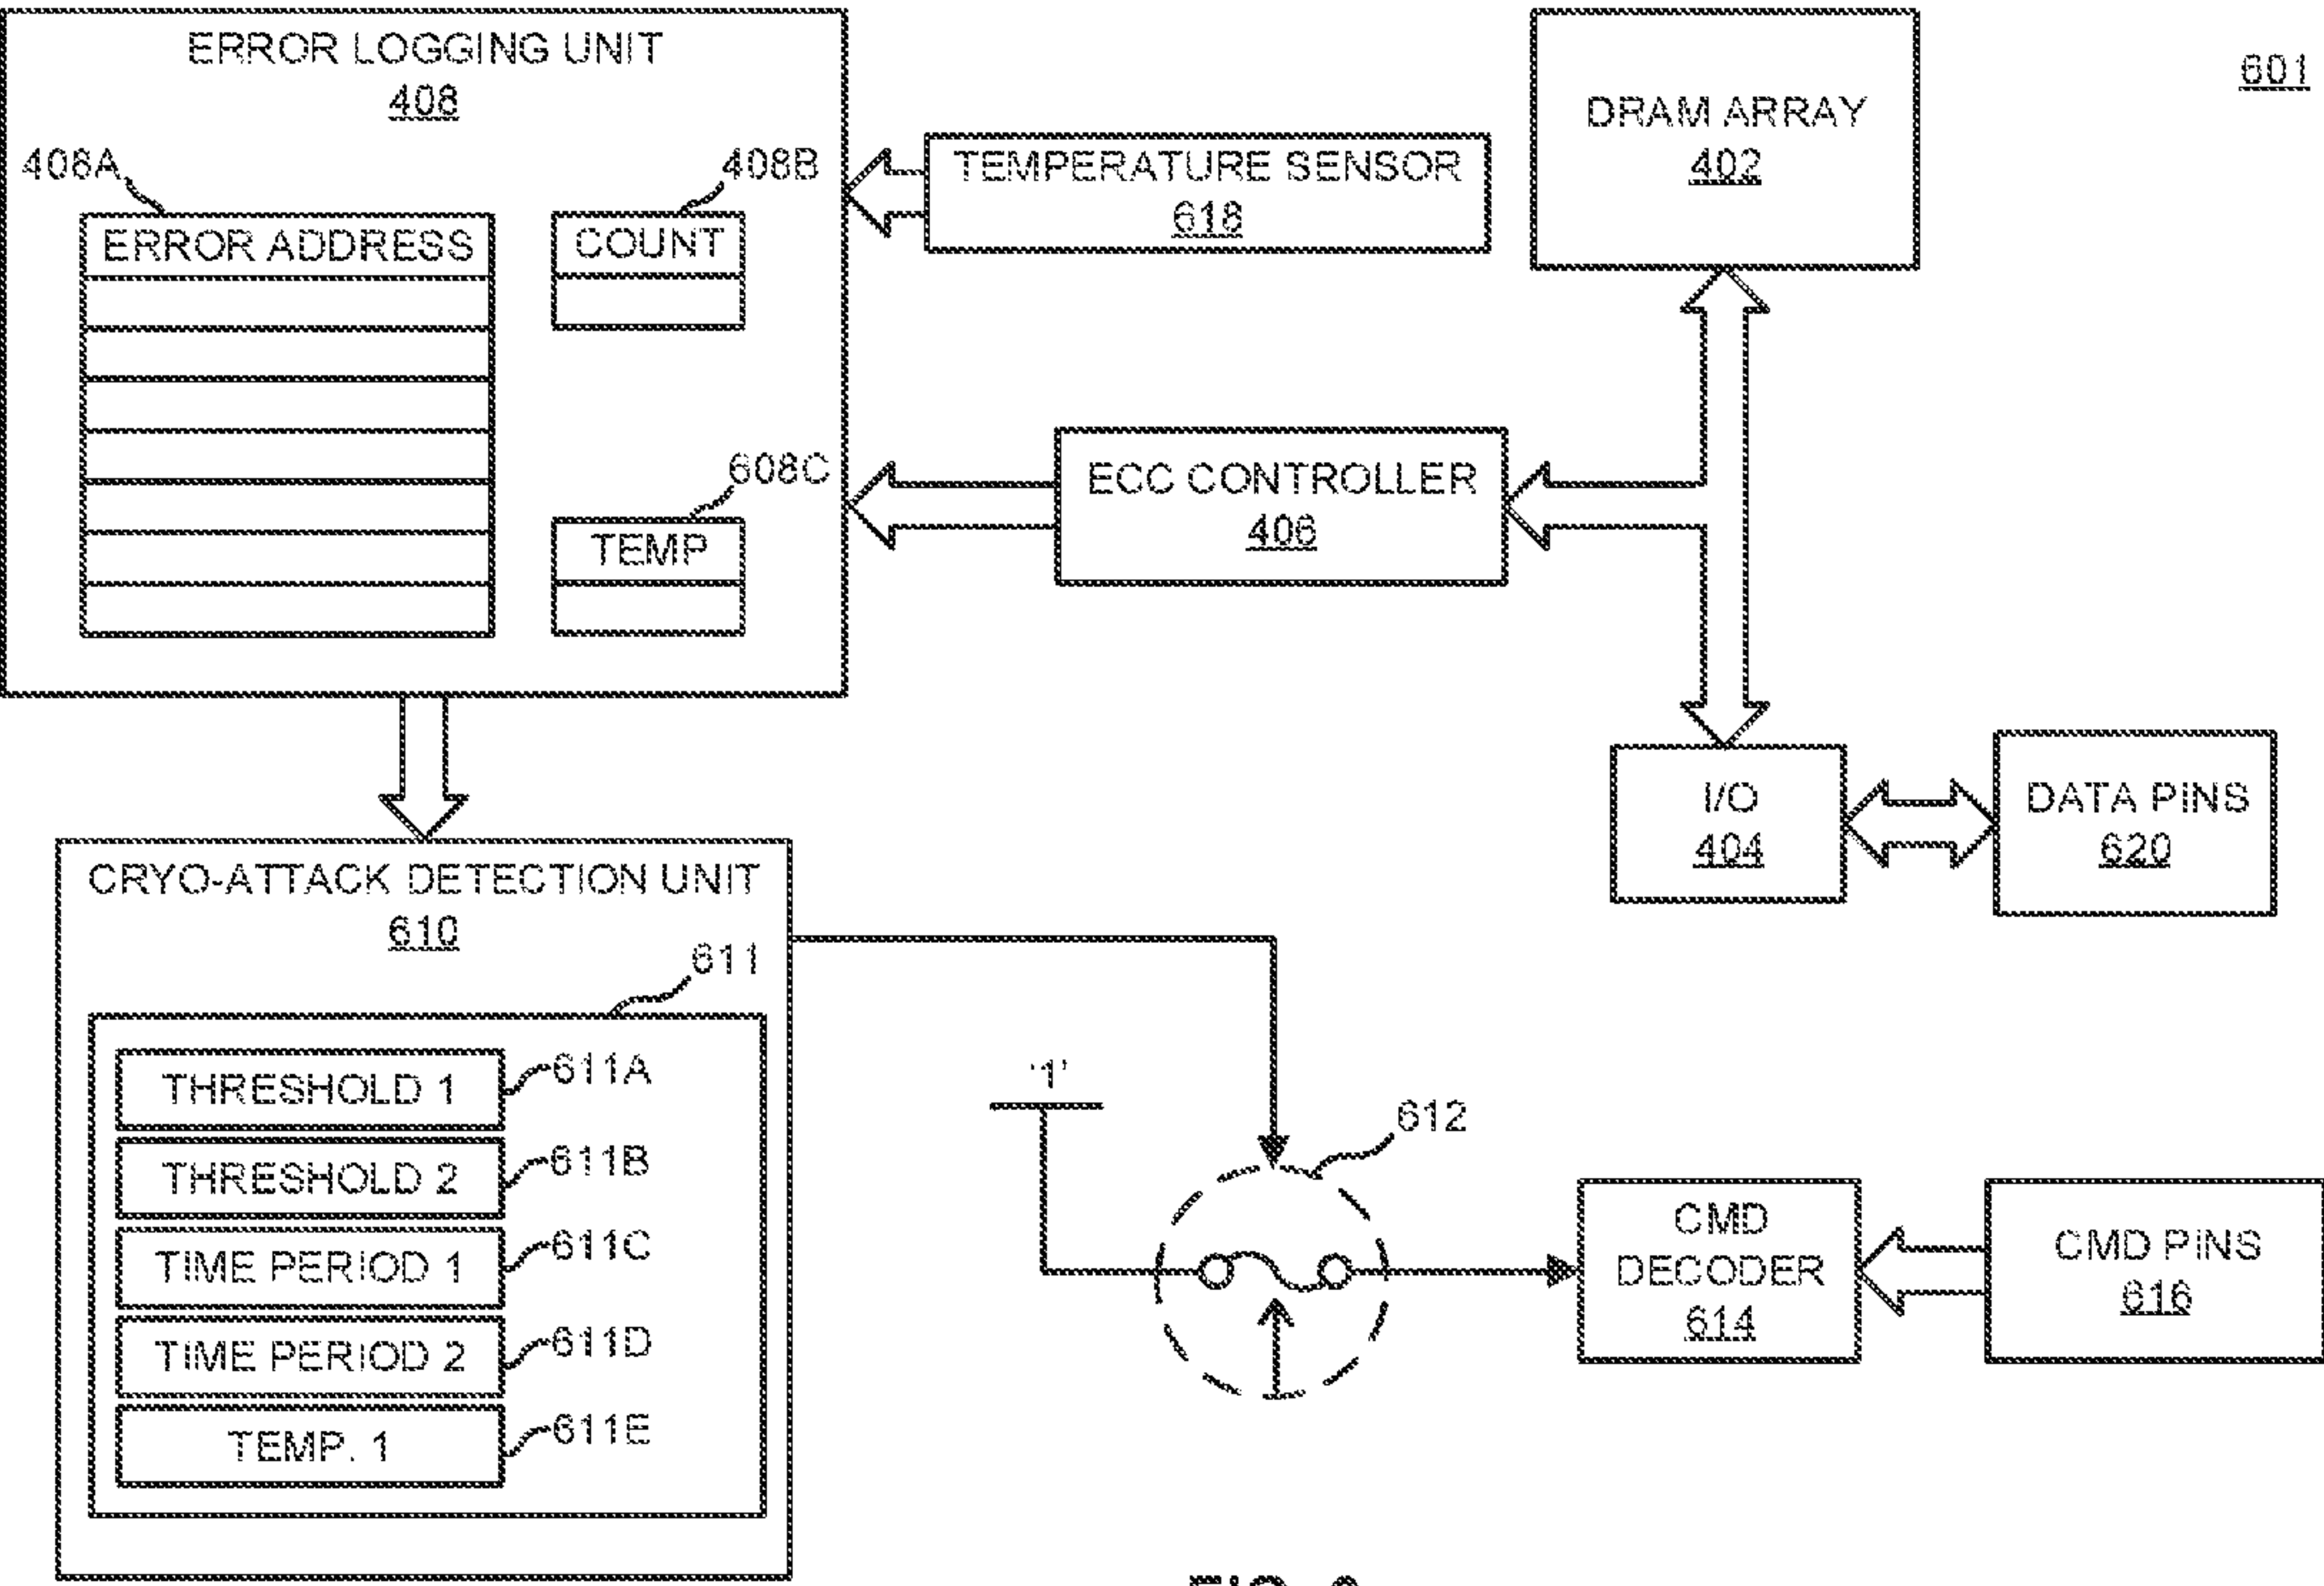 ERROR LOGGING UNIT
408
408A
ERROR ADDRESS
408B
COUNT
608C
TEMP
TEMPERATURE SENSOR
618
DRAM ARRAY
402
601
ECC CONTROLLER
406
I/O
404
DATA PINS
620
CRYO-ATTACK DETECTION UNIT
610
611
THRESHOLD 1
611A
THRESHOLD 2
611B
TIME PERIOD 1
611C
TIME PERIOD 2
611D
TEMP. 1
611E
'1'
612
CMD
DECODER
614
CMD PINS
616